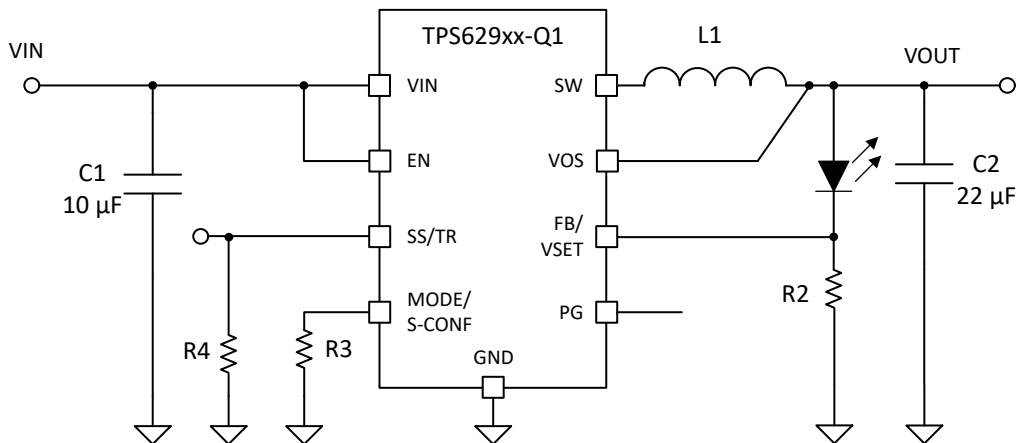 TPS629xx-Q1
L1
VIN
VOUT
VIN
SW
EN
VOS
C1
10 µF
C2
22 µF
SS/TR
FB/
VSET
MODE/
S-CONF
R2
PG
R4
R3
GND